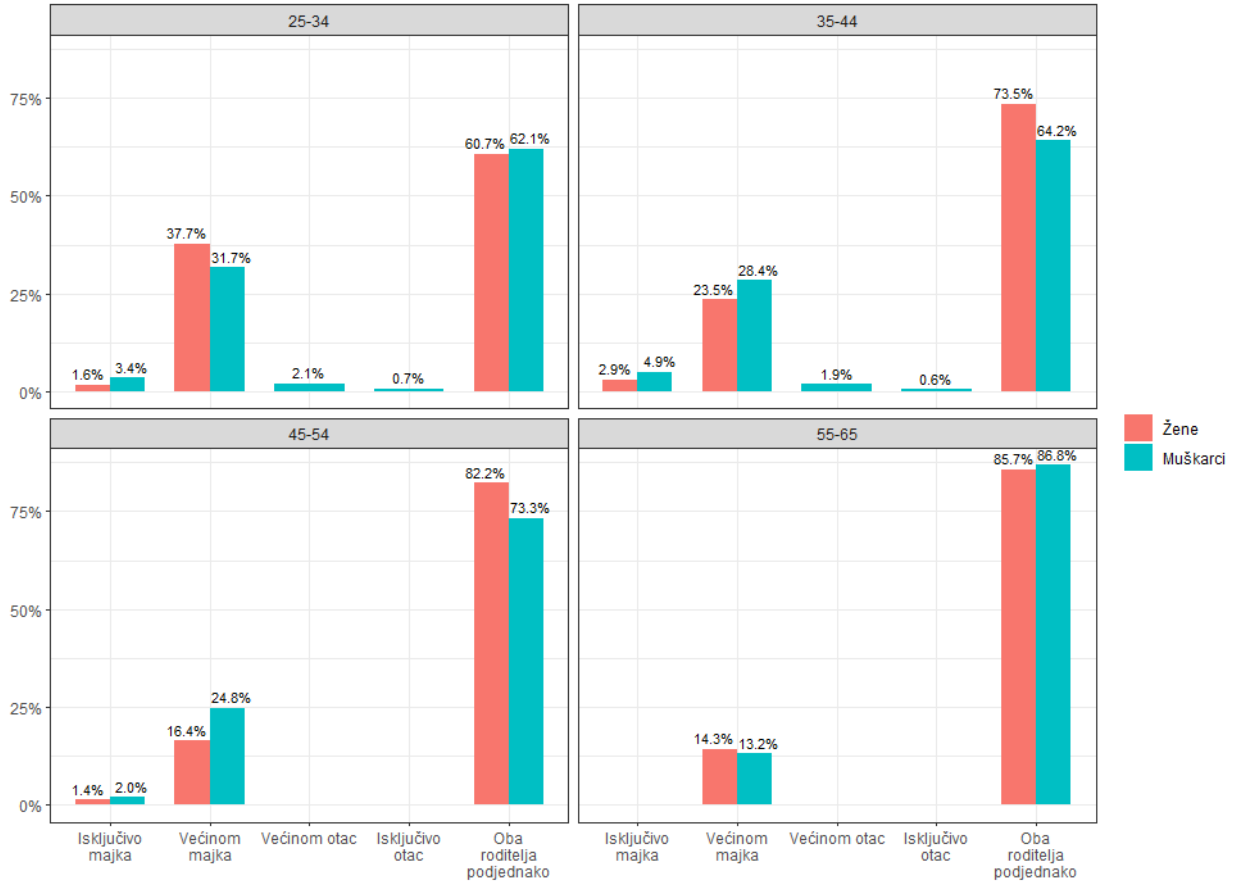 25-34
35-44
75%
50%
25%
0%
1.6%
3.4%
37.7%
31.7%
2.1%
0.7%
60.7%
62.1%
2.9%
4.9%
23.5%
28.4%
1.9%
0.6%
73.5%
64.2%
45-54
55-65
75%
50%
25%
0%
1.4%
2.0%
16.4%
24.8%
82.2%
73.3%
14.3%
13.2%
85.7%
86.8%
Isključivo
majka
Većinom
majka
Većinom otac
Isključivo
otac
Oba
roditelja
podjednako
Isključivo
majka
Većinom
majka
Većinom otac
Isključivo
otac
Oba
roditelja
podjednako
Žene
Muškarci